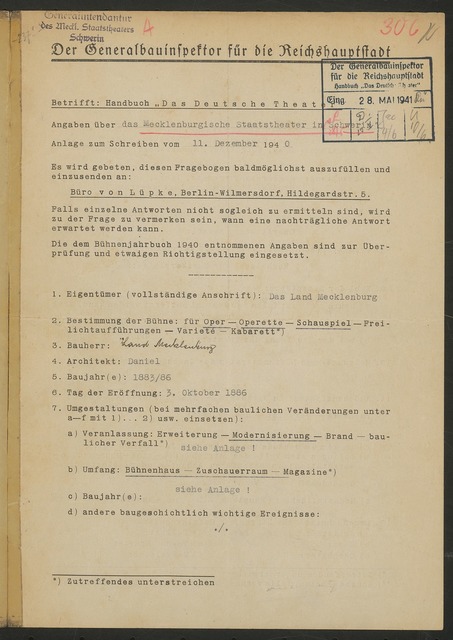 Generalintendantur
des Meckl. Staatstheaters
Schwerin
A
306
Der Generalbauinspektor für die Reichshauptstadt
Der Generalbauinspektor
für die Reichshauptstadt
Handbuch „Das Deutsche Theater"
Eing. 28. MAI 1941
Betrifft: Handbuch „Das Deutsche Theater
Angaben über das Mecklenburgische Staatstheater in Schwerin
Anlage zum Schreiben vom 11. Dezember 1940
Es wird gebeten, diesen Fragebogen baldmöglichst auszufüllen und
einzusenden an:
Büro von Lüpke, Berlin-Wilmersdorf, Hildegardstr. 5.
Falls einzelne Antworten nicht sogleich zu ermitteln sind, wird
zu der Frage zu vermerken sein, wann eine nachträgliche Antwort
erwartet werden kann.
Die dem Bühnenjahrbuch 1940 entnommenen Angaben sind zur Über-
prüfung und etwaigen Richtigstellung eingesetzt.
1. Eigentümer (vollständige Anschrift): Das Land Mecklenburg
2. Bestimmung der Bühne: für Oper — Operette — Schauspiel — Frei-
lichtaufführungen — Varieté — Kabarett*)
3. Bauherr: Land Mecklenburg
4. Architekt: Daniel
5. Baujahr(e): 1883/86
6. Tag der Eröffnung: 3. Oktober 1886
7. Umgestaltungen (bei mehrfachen baulichen Veränderungen unter
a—f mit 1)... 2) usw. einsetzen):
a) Veranlassung: Erweiterung — Modernisierung — Brand — bau-
licher Verfall*)
siehe Anlage !
b) Umfang: Bühnenhaus — Zuschauerraum — Magazine*)
siehe Anlage !
c) Baujahr(e):
d) andere baugeschichtlich wichtige Ereignisse:
./.
*) Zutreffendes unterstreichen